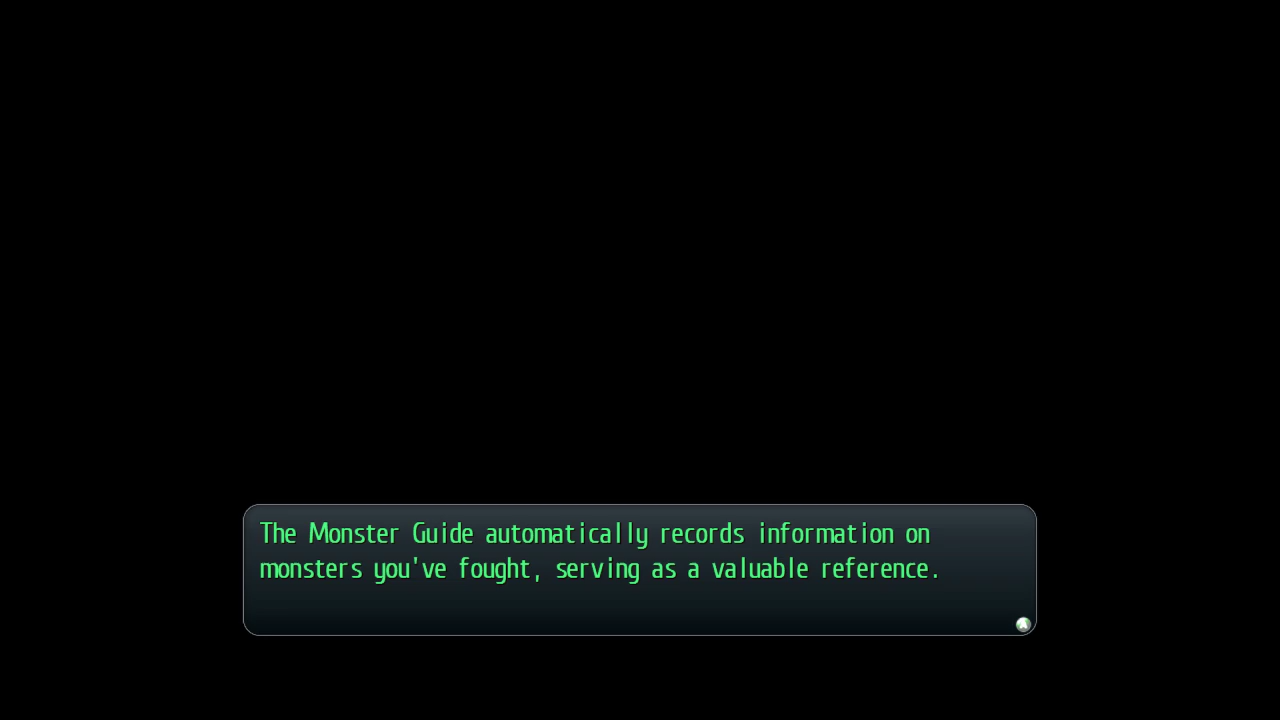 The Monster Guide automatically records information on
monsters you've fought, serving as a valuable reference.